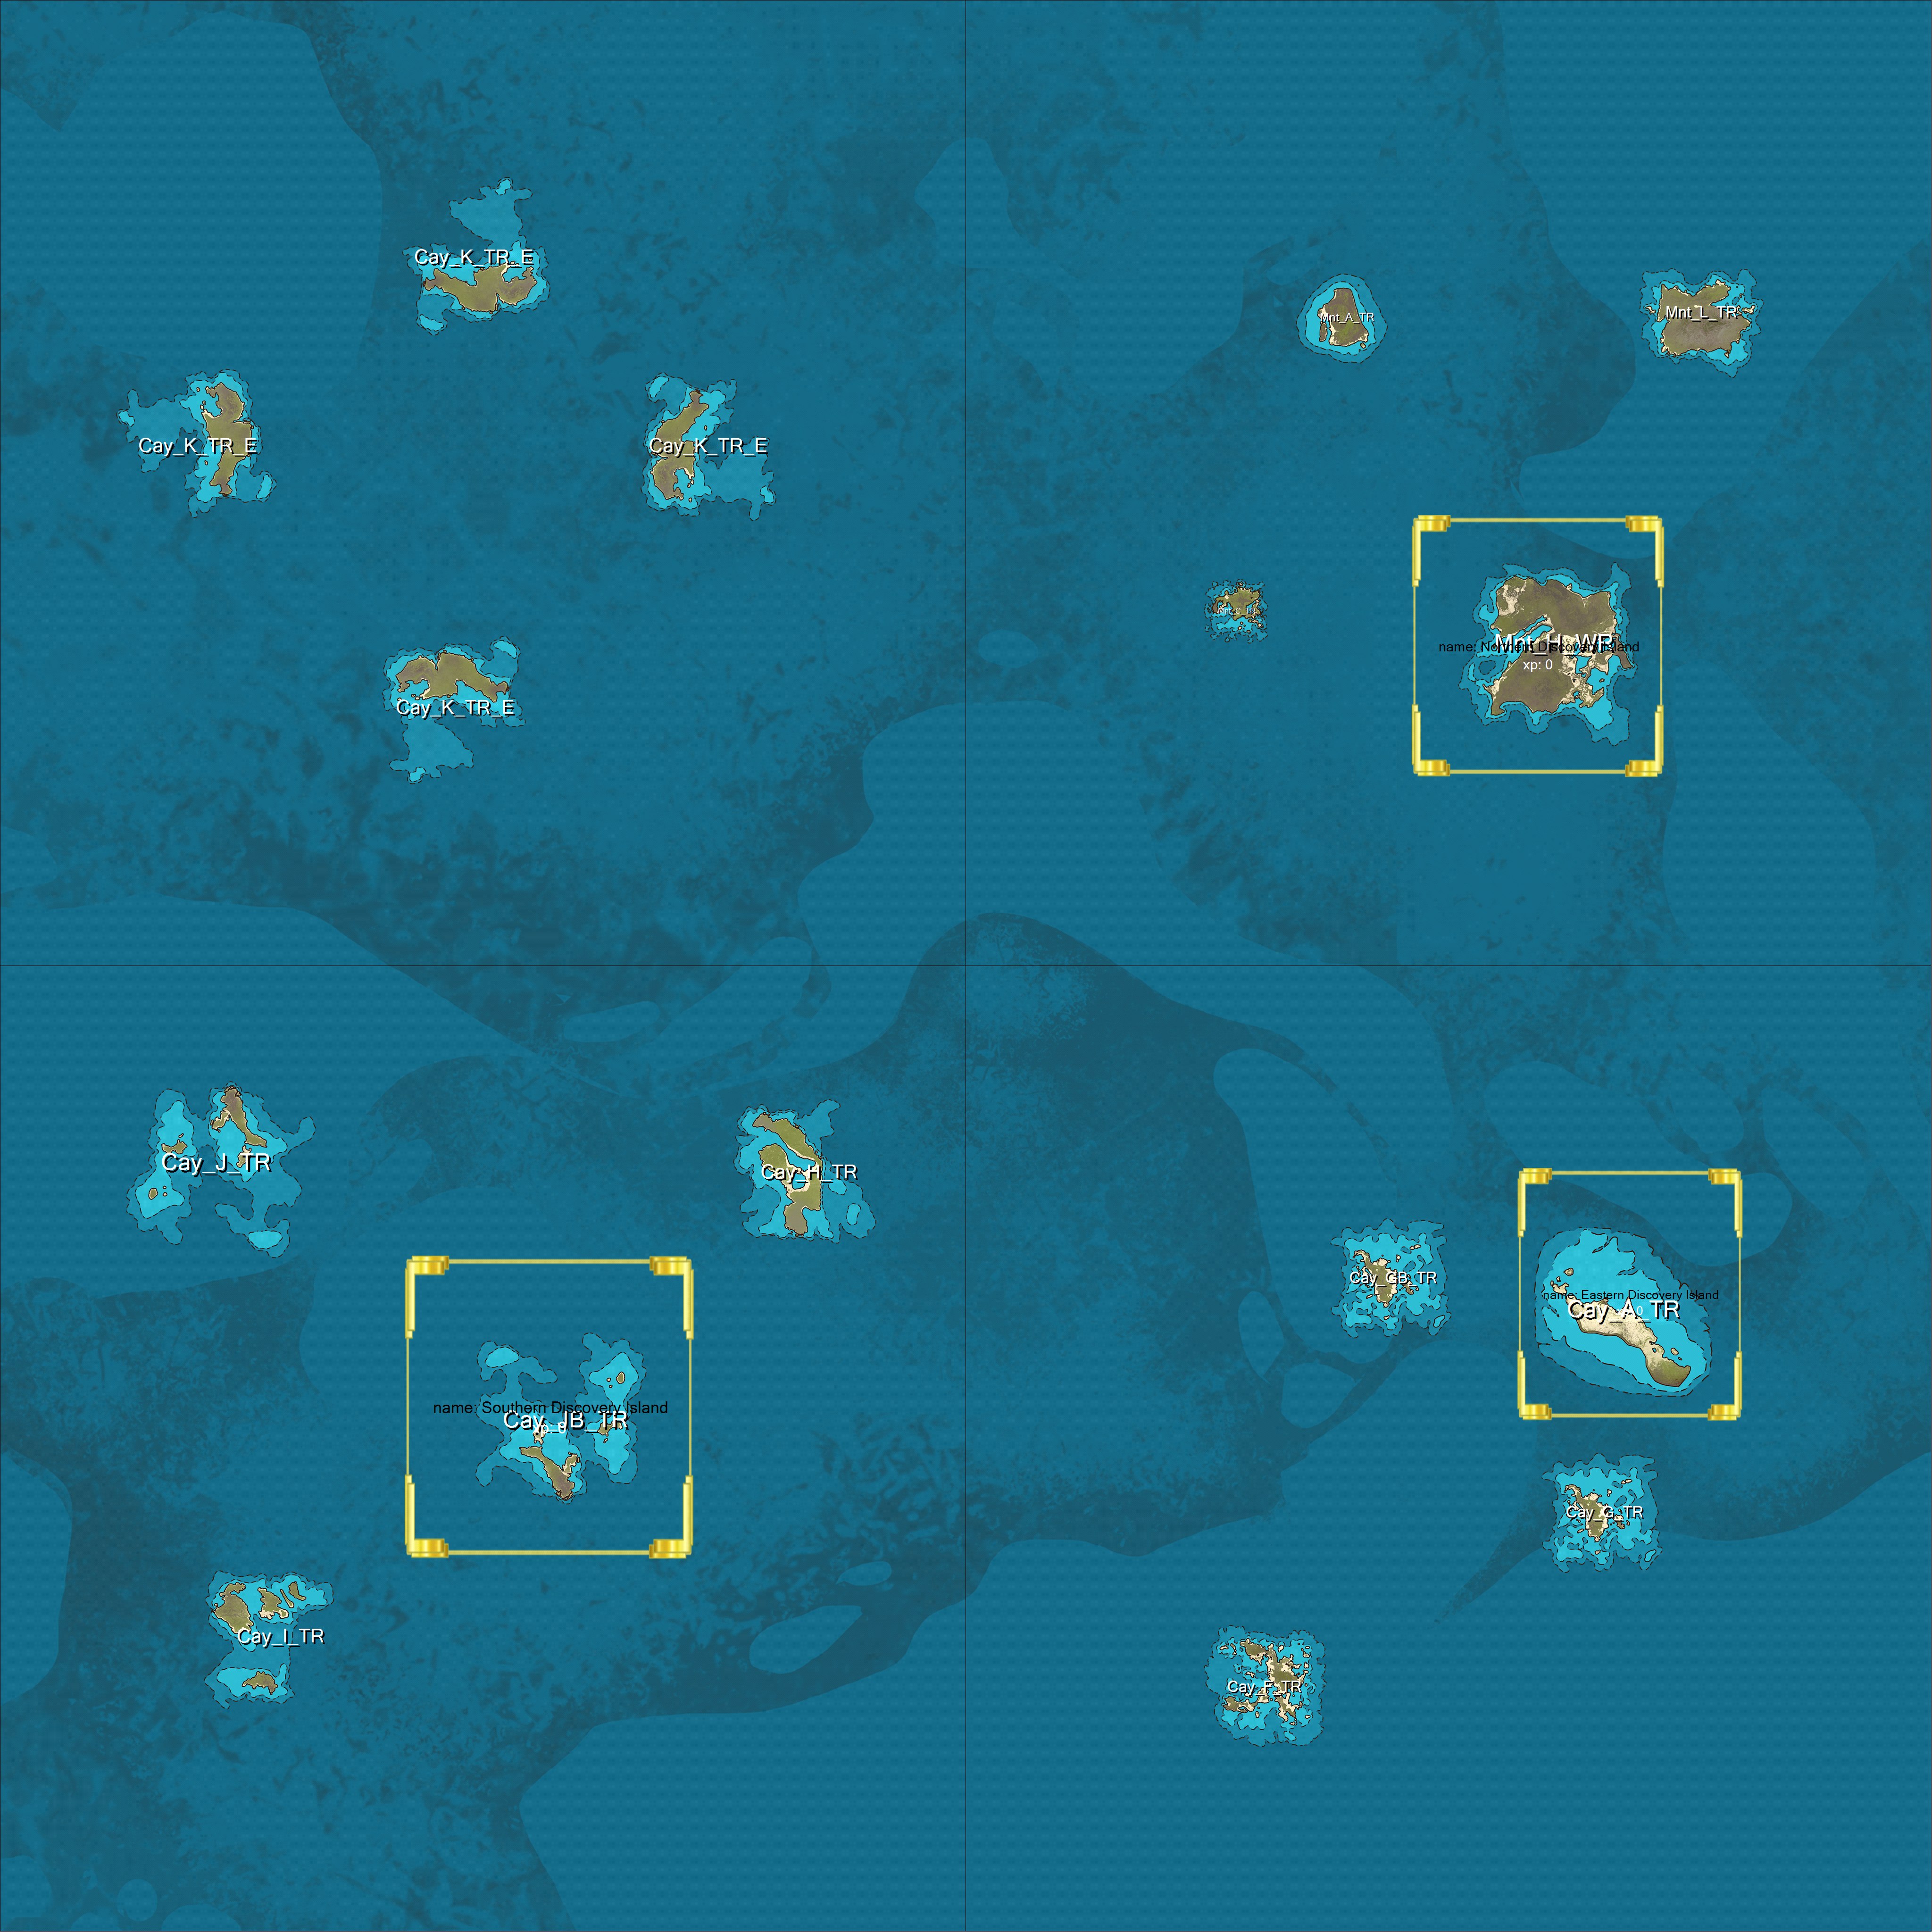 Cay_K_TR_E
Cay_K_TR_E
Cay_K_TR_E
Cay_K_TR_E
Mnt_A_TR
Mnt_L_TR
Mnt_H_WR
name: Northern Discovery Island
xp: 0
Cay_J_TR
Cay_H_TR
name: Southern Discovery Island
Cay_JB_TR
Cay_I_TR
Cay_GB_TR
name: Eastern Discovery Island
Cay_A_TR
Cay_G_TR
Cay_F_TR